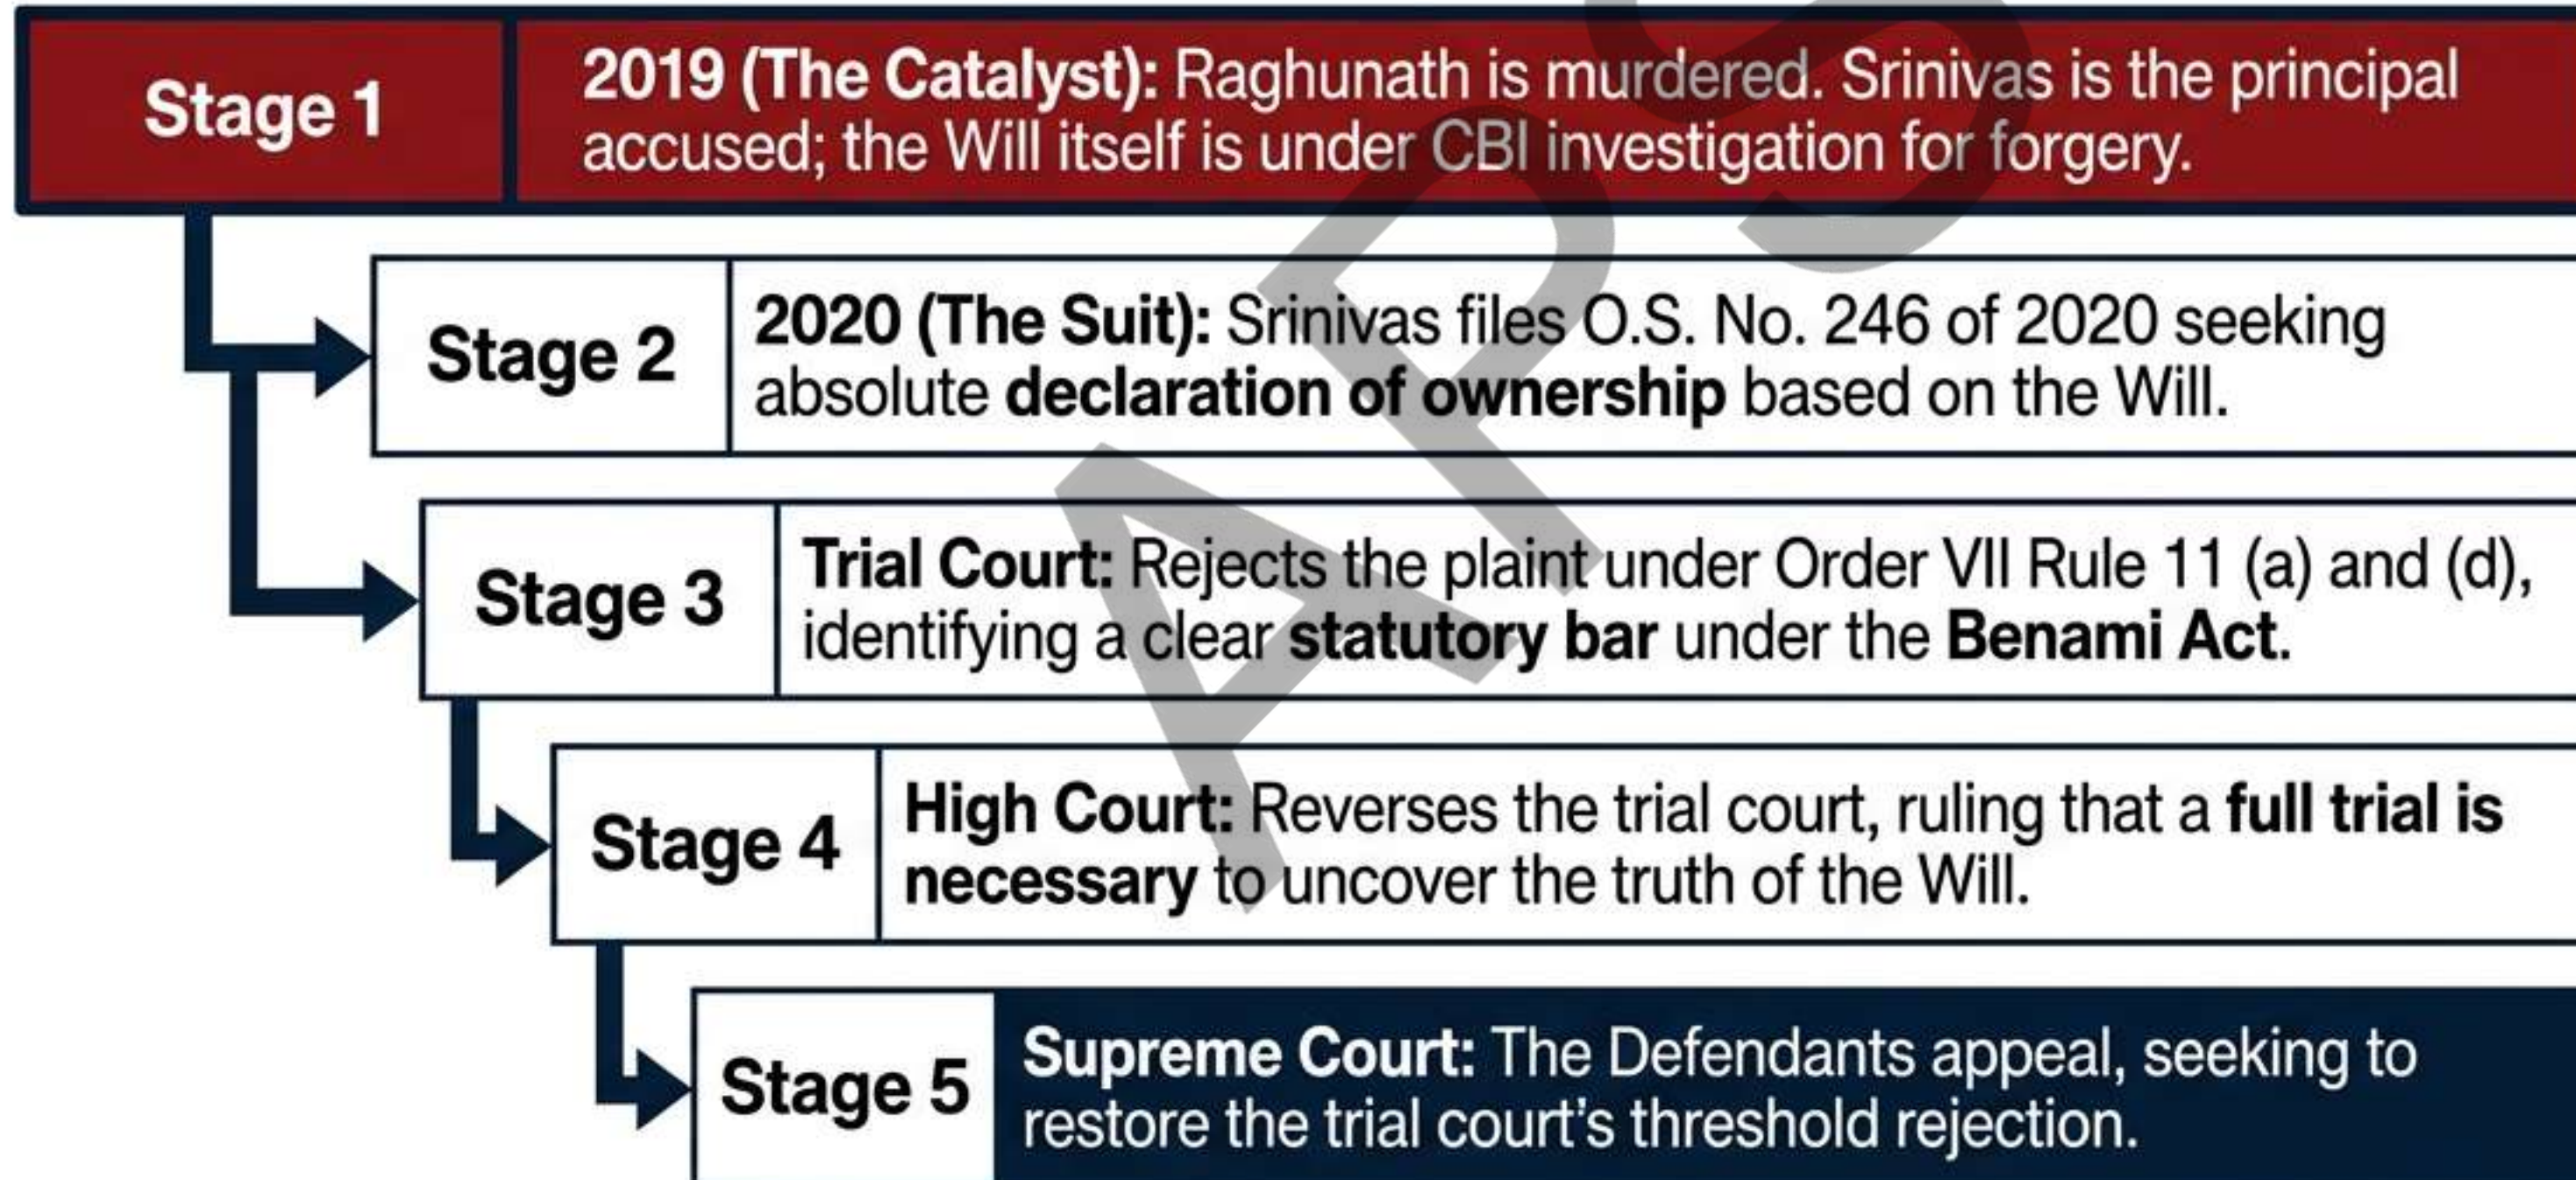 Stage 1
2019 (The Catalyst): Raghunath is murdered. Srinivas is the principal
accused; the Will itself is under CBI investigation for forgery.
Stage 2
2020 (The Suit): Srinivas files O.S. No. 246 of 2020 seeking
absolute declaration of ownership based on the Will.
Stage 3
Trial Court: Rejects the plaint under Order VII Rule 11 (a) and (d),
identifying a clear statutory bar under the Benami Act.
Stage 4
High Court: Reverses the trial court, ruling that a full trial is
necessary to uncover the truth of the Will.
Stage 5
Supreme Court: The Defendants appeal, seeking to
restore the trial court’s threshold rejection.
APS